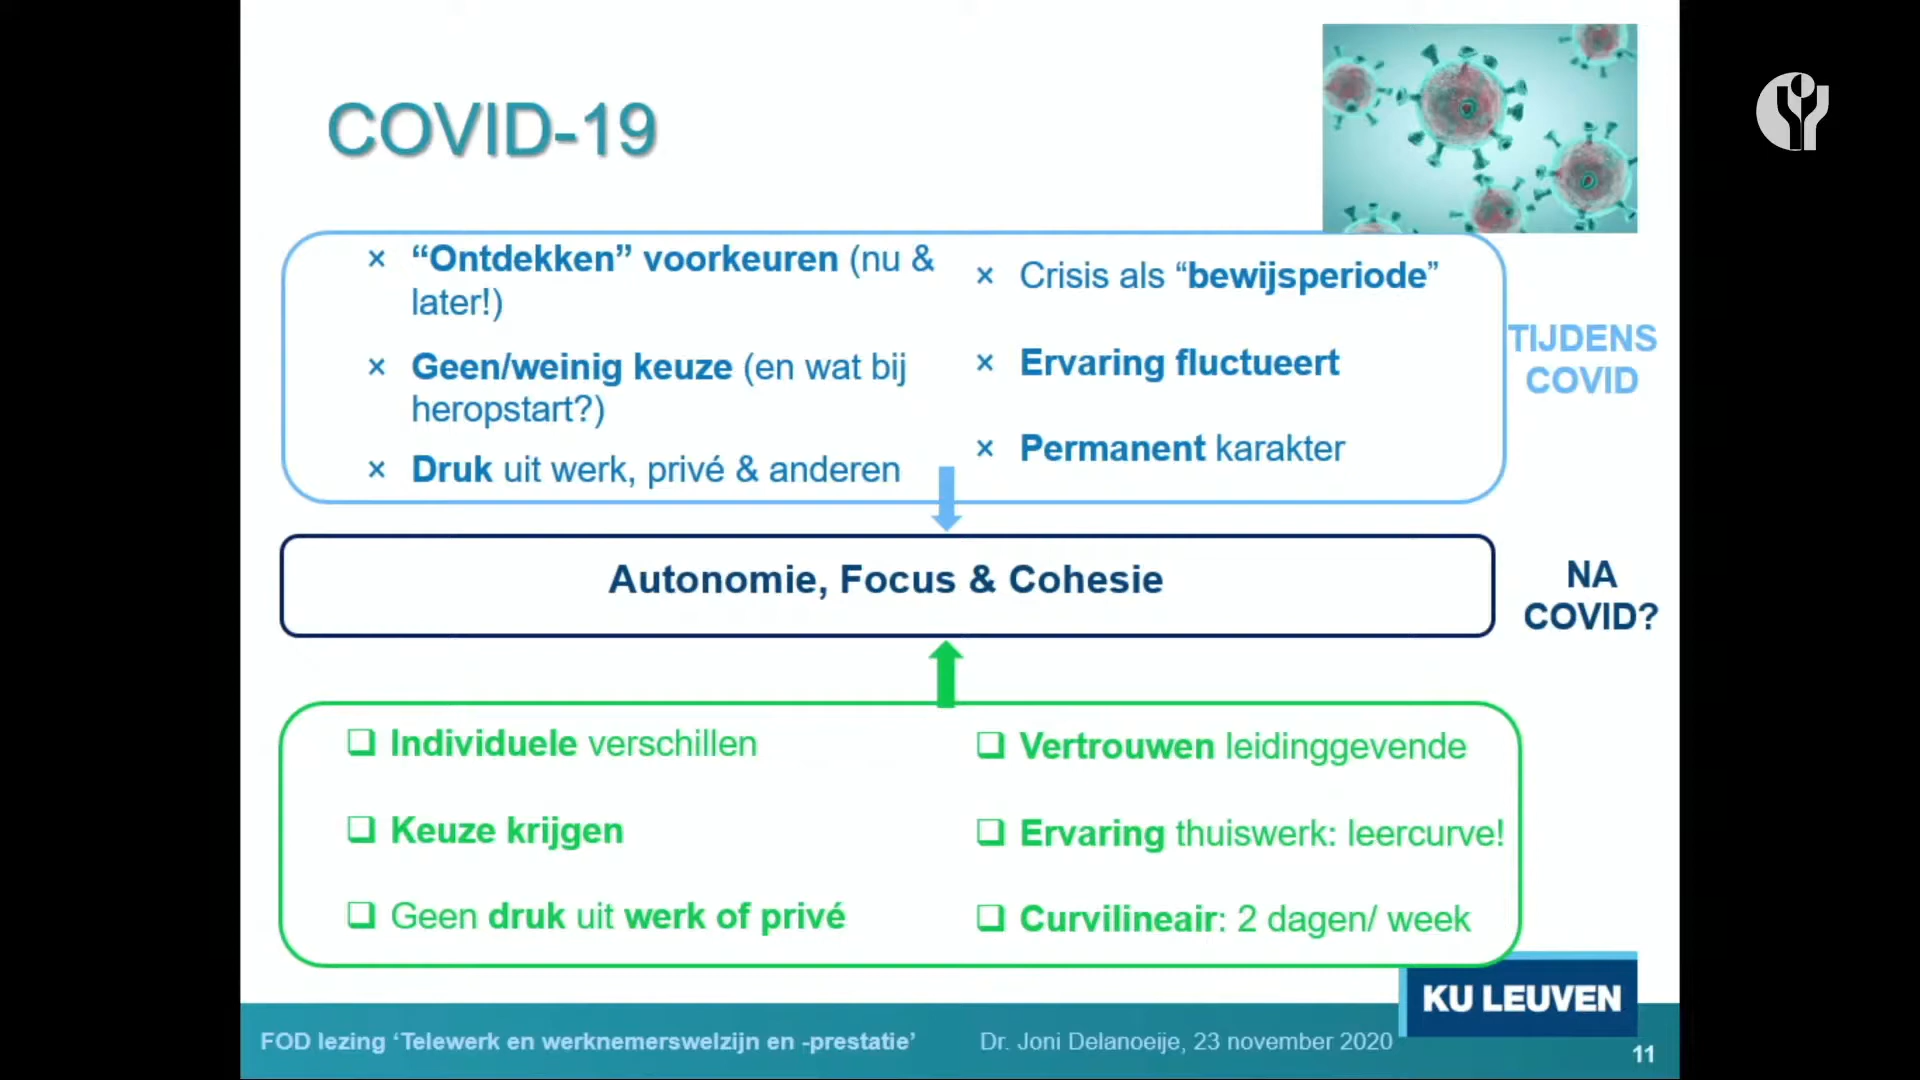 COVID-19
× “Ontdekken” voorkeuren (nu &
later!)
× Geen/weinig keuze (en wat bij
heropstart?)
× Druk uit werk, privé & anderen
× Crisis als “bewijsperiode”
× Ervaring fluctueert
× Permanent karakter
TIJDENS
COVID
Autonomie, Focus & Cohesie
NA
COVID?
❑ Individuele verschillen
❑ Keuze krijgen
❑ Geen druk uit werk of privé
❑ Vertrouwen leidinggevende
❑ Ervaring thuiswerk: leercurve!
❑ Curvilineair: 2 dagen/ week
KU LEUVEN
FOD lezing ‘Telewerk en werknemerswelzijn en -prestatie’
Dr. Joni Delanoeije, 23 november 2020
11